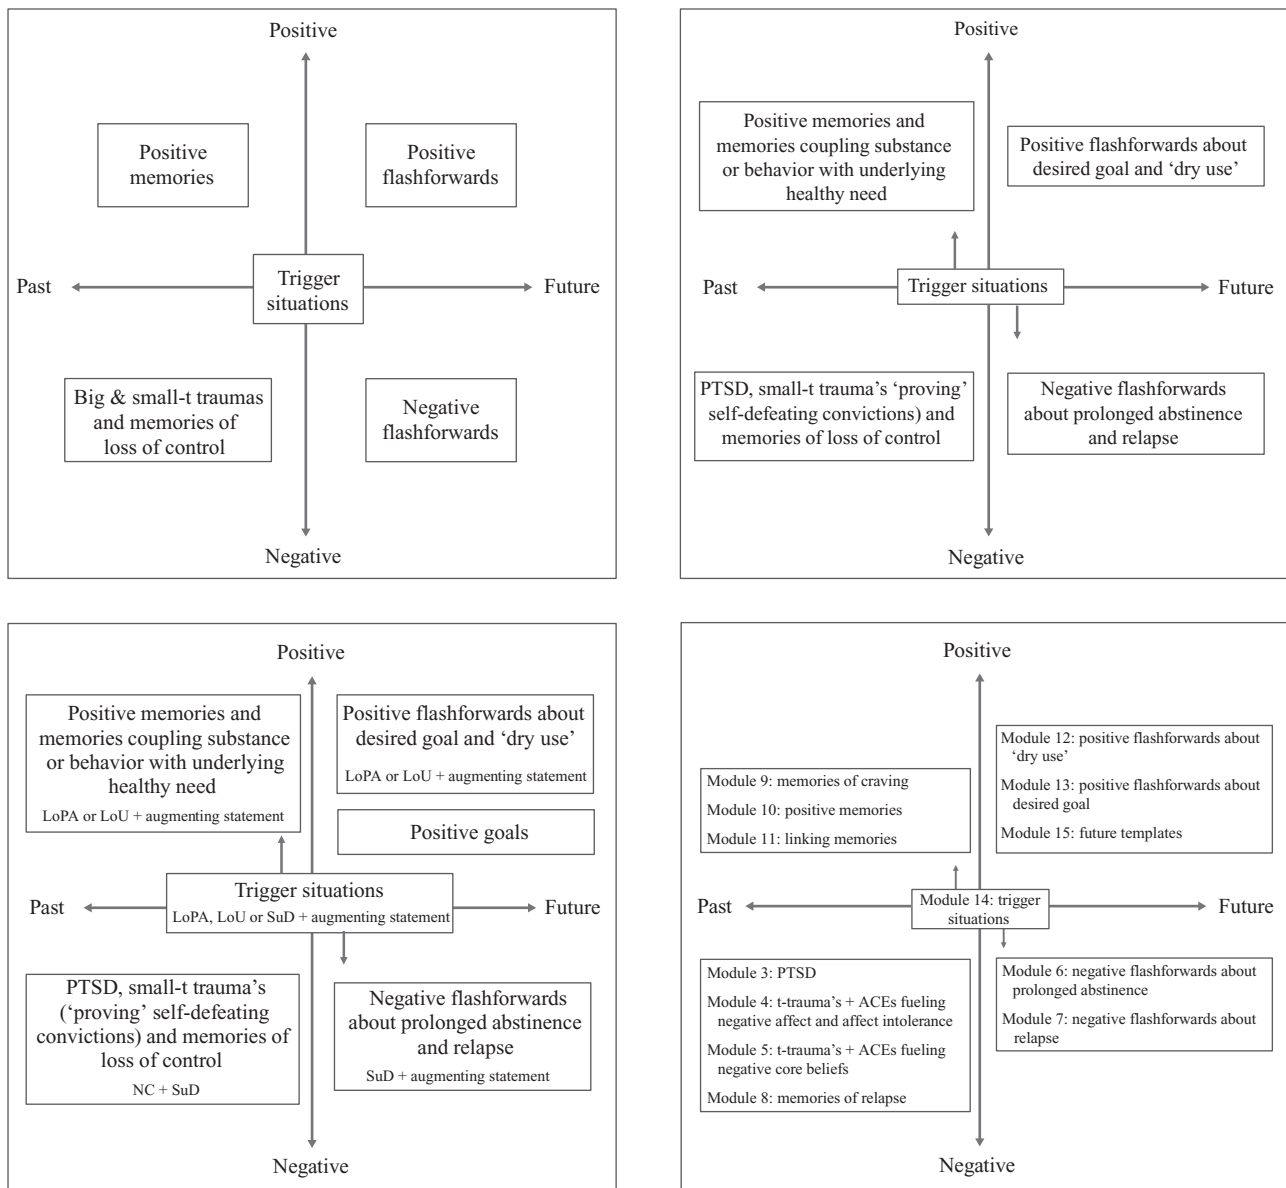 Positive
Positive
memories
Positive
flashforwards
Trigger
situations
Past
Future
Big & small-t traumas
and memories of
loss of control
Negative
flashforwards
Negative
Positive
Positive memories and
memories coupling substance
or behavior with underlying
healthy need
Positive flashforwards about
desired goal and ‘dry use’
Past
Trigger situations
Future
PTSD, small-t trauma’s ‘proving’
self-defeating convictions) and
memories of loss of control
Negative flashforwards
about prolonged abstinence
and relapse
Negative
Positive
Positive memories and
memories coupling substance
or behavior with underlying
healthy need
LoPA or LoU + augmenting statement
Positive flashforwards about
desired goal and ‘dry use’
LoPA or LoU + augmenting statement
Positive goals
Past
Trigger situations
LoPA, LoU or SuD + augmenting statement
Future
PTSD, small-t trauma’s
(‘proving’ self-defeating
convictions) and memories of
loss of control
NC + SuD
Negative flashforwards
about prolonged abstinence
and relapse
SuD + augmenting statement
Negative
Positive
Module 9: memories of craving
Module 10: positive memories
Module 11: linking memories
Module 12: positive flashforwards about
‘dry use’
Module 13: positive flashforwards about
desired goal
Module 15: future templates
Past
Module 14: trigger
situations
Future
Module 3: PTSD
Module 4: t-trauma’s + ACEs fueling
negative affect and affect intolerance
Module 5: t-trauma’s + ACEs fueling
negative core beliefs
Module 8: memories of relapse
Module 6: negative flashforwards about
prolonged abstinence
Module 7: negative flashforwards about
relapse
Negative